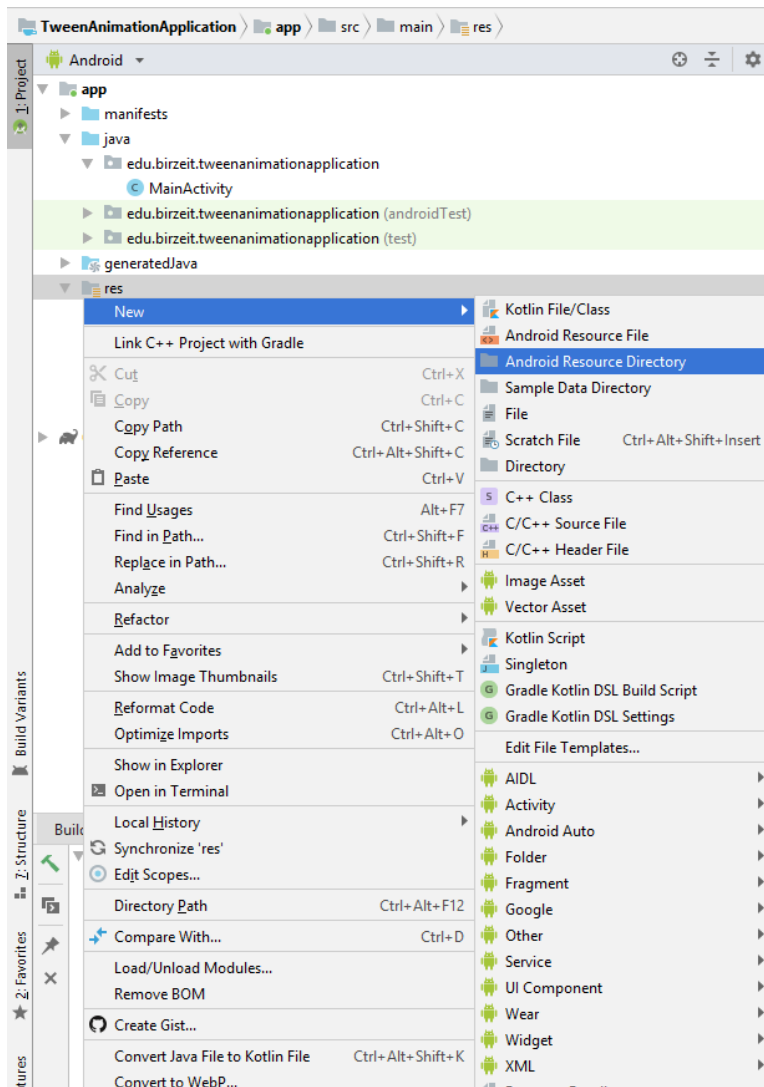 TweenAnimationApplication app src main res
Android
1: Project
app
manifests
java
edu.birzeit.tweenanimationapplication
MainActivity
edu.birzeit.tweenanimationapplication (androidTest)
edu.birzeit.tweenanimationapplication (test)
generatedJava
res
New
Link C++ Project with Gradle
Cut Ctrl+X
Copy Ctrl+C
Copy Path Ctrl+Shift+C
Copy Reference Ctrl+Alt+Shift+C
Paste Ctrl+V
Find Usages Alt+F7
Find in Path... Ctrl+Shift+F
Replace in Path... Ctrl+Shift+R
Analyze
Refactor
Add to Favorites
Show Image Thumbnails Ctrl+Shift+T
Reformat Code Ctrl+Alt+L
Optimize Imports Ctrl+Alt+O
Show in Explorer
Open in Terminal
Local History
Synchronize 'res'
Edit Scopes...
Directory Path Ctrl+Alt+F12
Compare With... Ctrl+D
Load/Unload Modules...
Remove BOM
Create Gist...
Convert Java File to Kotlin File Ctrl+Alt+Shift+K
Convert to WebP...
Kotlin File/Class
Android Resource File
Android Resource Directory
Sample Data Directory
File
Scratch File Ctrl+Alt+Shift+Insert
Directory
S C++ Class
C++ C/C++ Source File
H C/C++ Header File
Image Asset
Vector Asset
Kotlin Script
Singleton
G Gradle Kotlin DSL Build Script
G Gradle Kotlin DSL Settings
Edit File Templates...
AIDL
Activity
Android Auto
Folder
Fragment
Google
Other
Service
UI Component
Wear
Widget
XML
Build Variants
7: Structure
2: Favorites